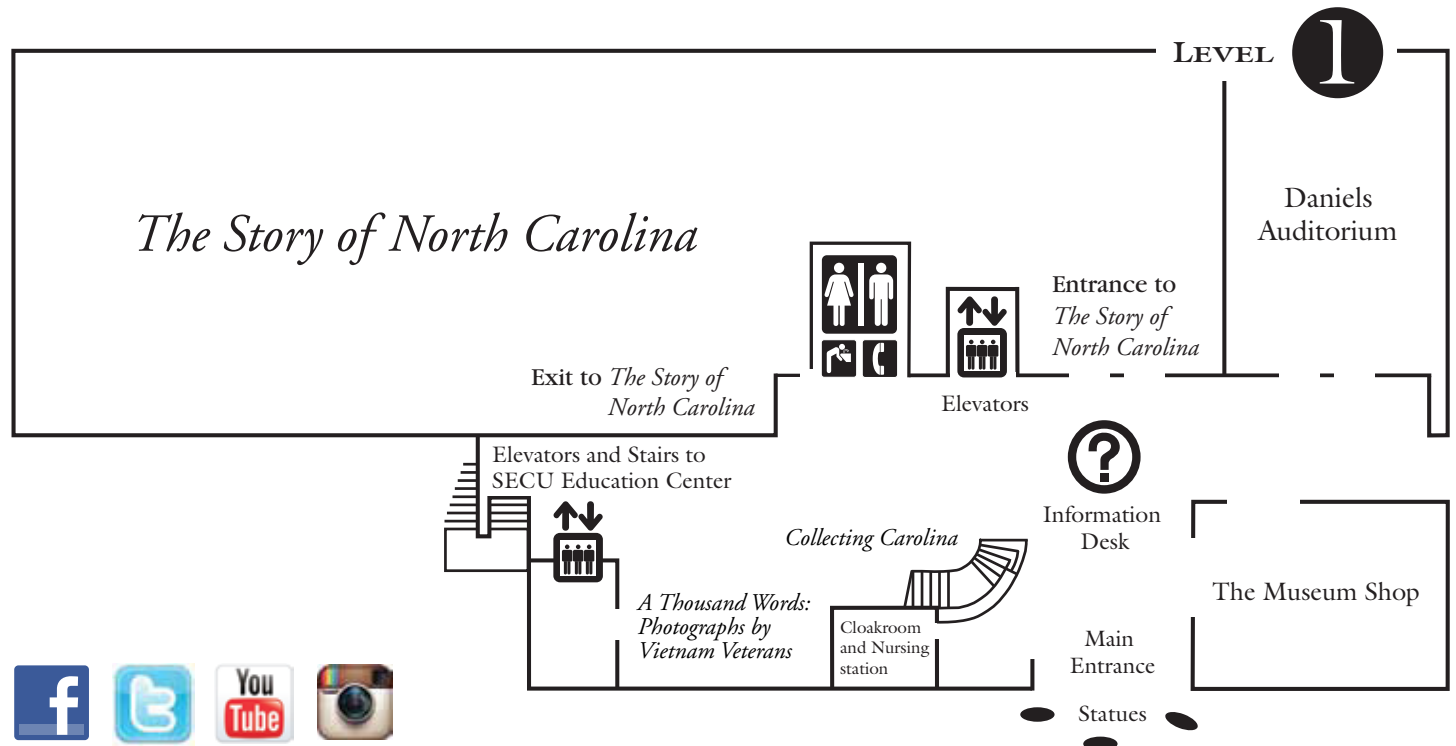 LEVEL 1
The Story of North Carolina
Daniels
Auditorium
Entrance to
The Story of
North Carolina
Exit to The Story of
North Carolina
Elevators
Elevators and Stairs to
SECU Education Center
?
Information
Desk
Collecting Carolina
The Museum Shop
A Thousand Words:
Photographs by
Vietnam Veterans
Cloakroom
and Nursing
station
Main
Entrance
Statues
f
t
You
Tube